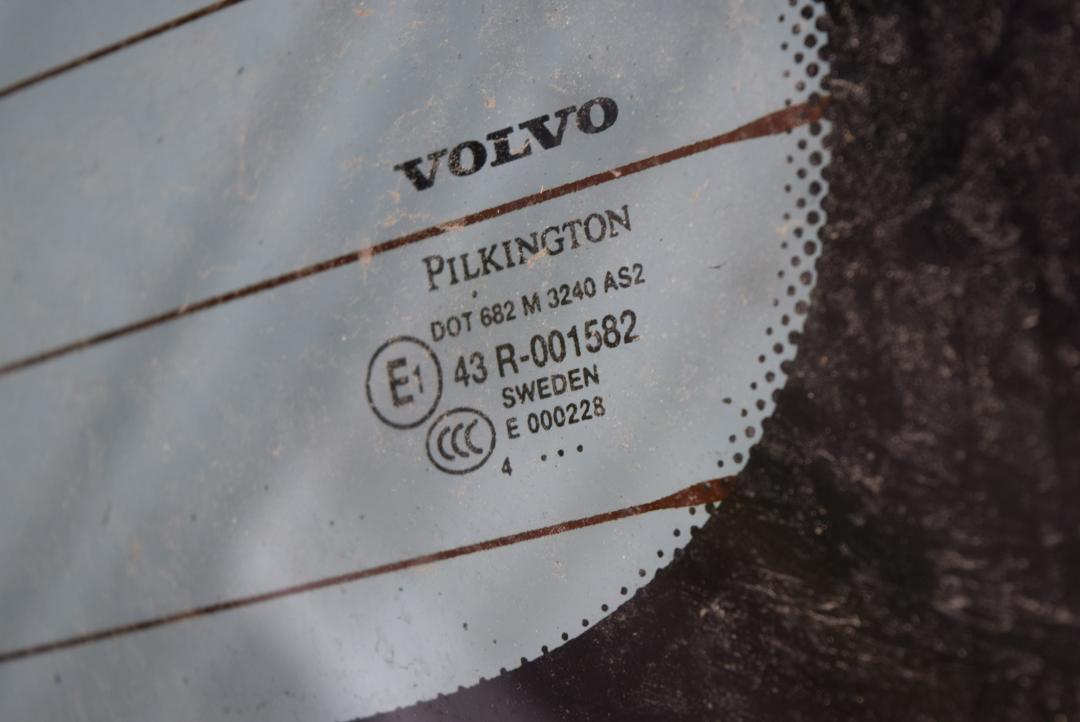 VOLVO
PILKINGTON
DOT 682 M 3240 AS2
E1 43 R-001582
SWEDEN
CCC E 000228
4 ...